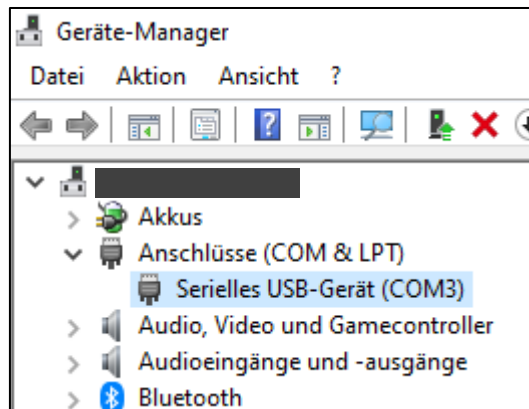 Geräte-Manager
Datei Aktion Ansicht ?
Akkus
Anschlüsse (COM & LPT)
Serielles USB-Gerät (COM3)
Audio, Video und Gamecontroller
Audioeingänge und -ausgänge
Bluetooth